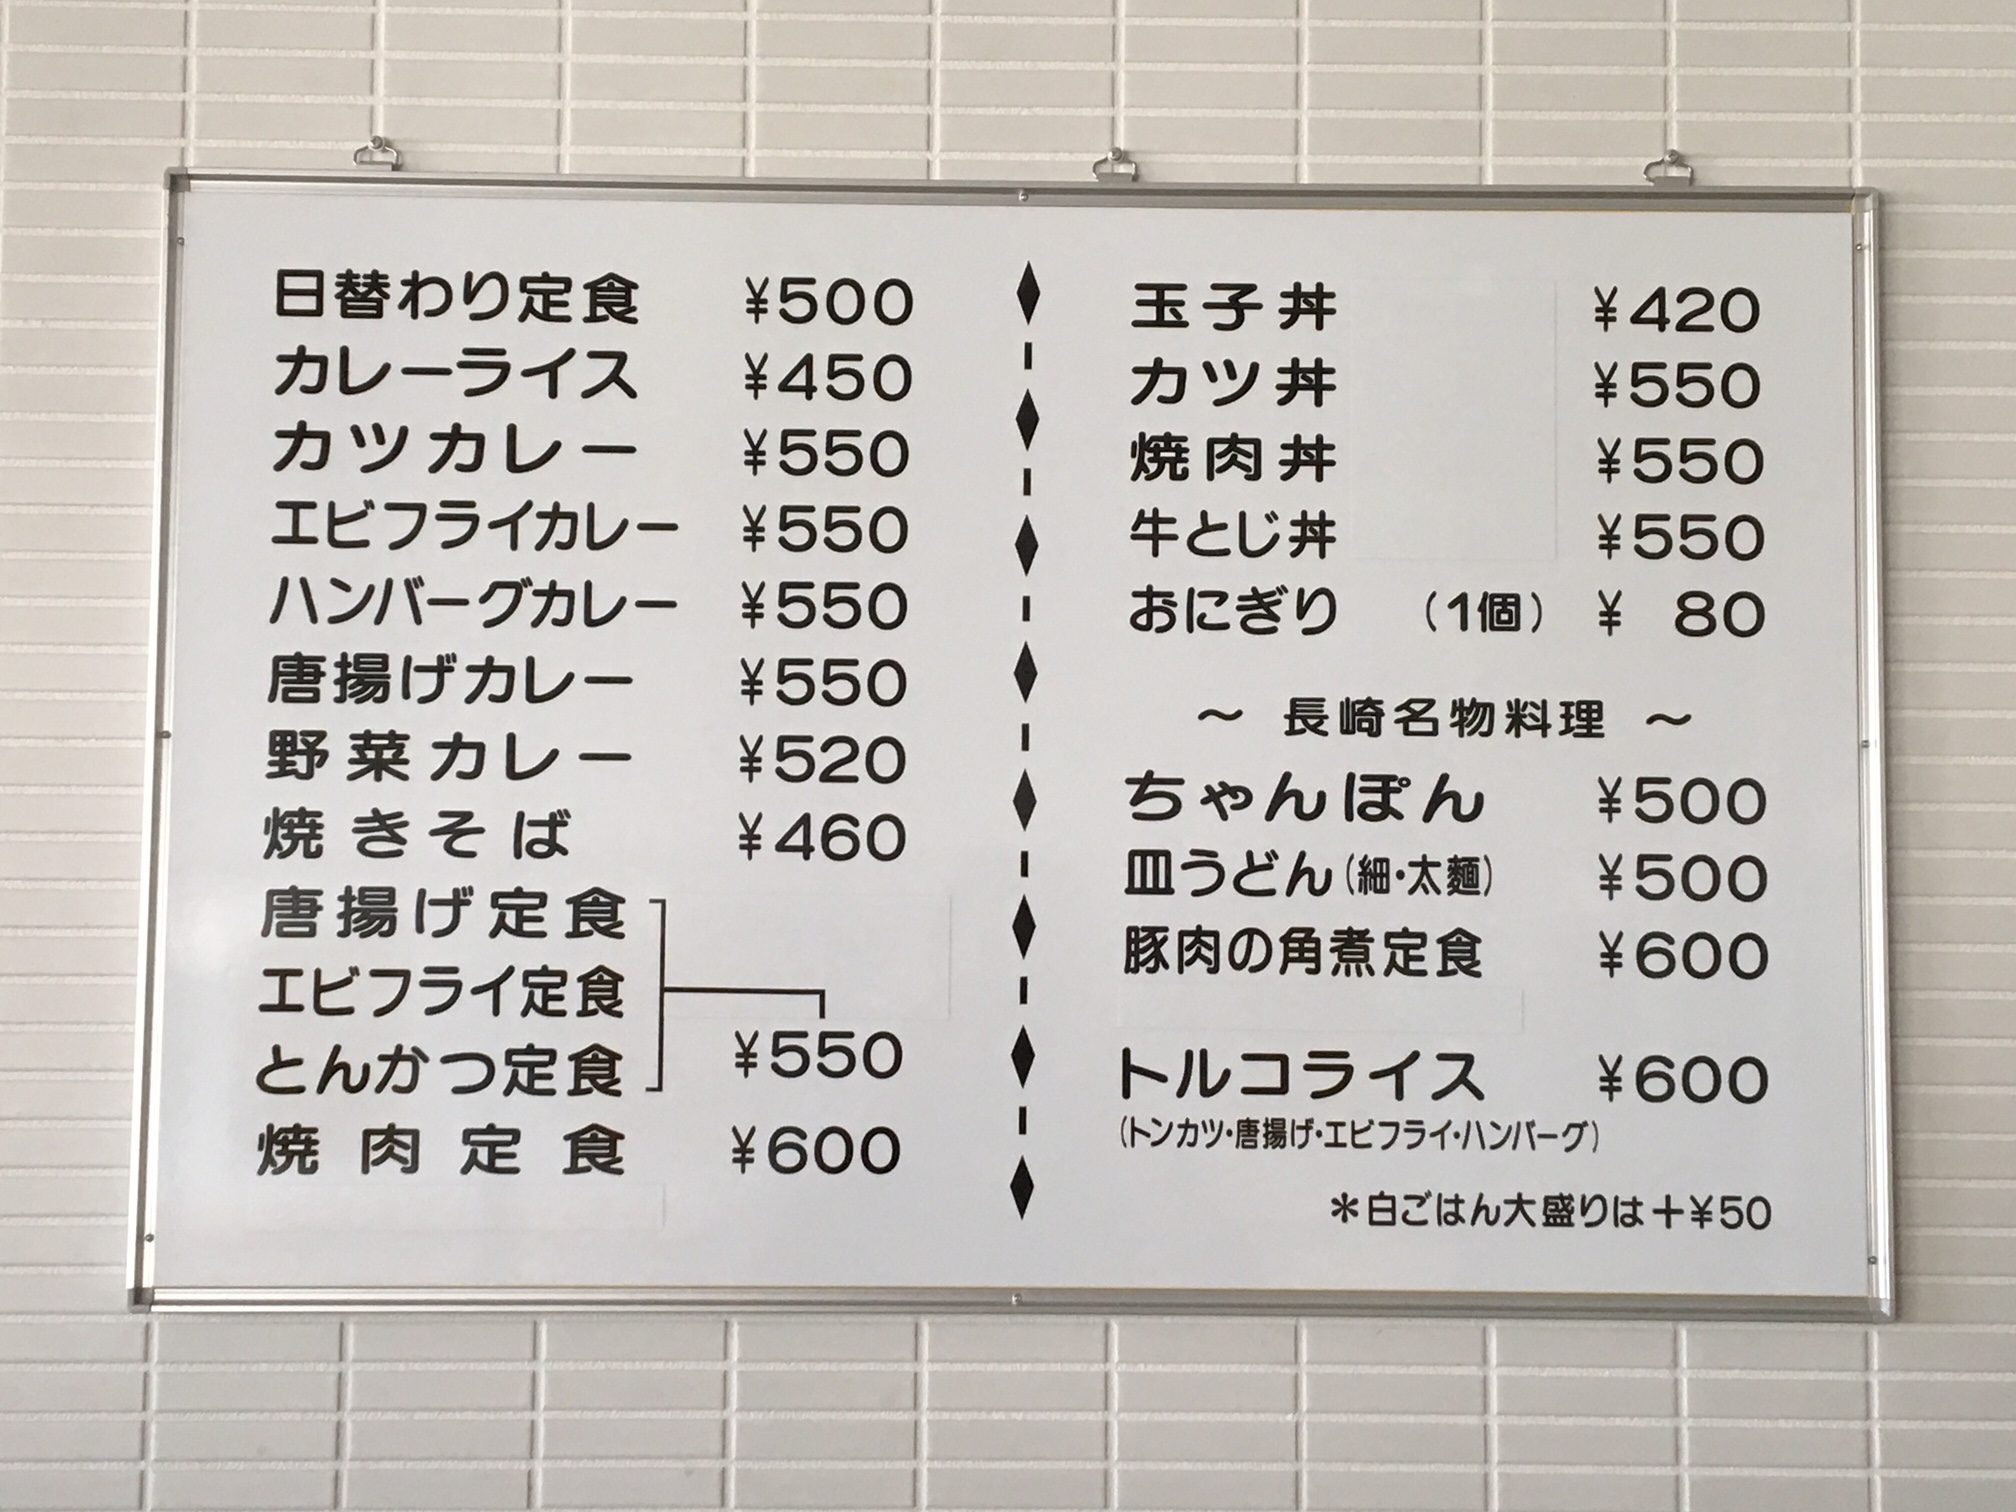 日替わり定食 ¥500
カレーライス ¥450
カツカレー ¥550
エビフライカレー ¥550
ハンバーグカレー ¥550
唐揚げカレー ¥550
野菜カレー ¥520
焼きそば ¥460
唐揚げ定食
エビフライ定食
とんかつ定食 ¥550
焼肉定食 ¥600
玉子丼 ¥420
カツ丼 ¥550
焼肉丼 ¥550
牛とじ丼 ¥550
おにぎり (1個) ¥ 80
～ 長崎名物料理 ～
ちゃんぽん ¥500
皿うどん(細・太麺) ¥500
豚肉の角煮定食 ¥600
トルコライス ¥600
(トンカツ・唐揚げ・エビフライ・ハンバーグ)
＊白ごはん大盛りは＋¥50